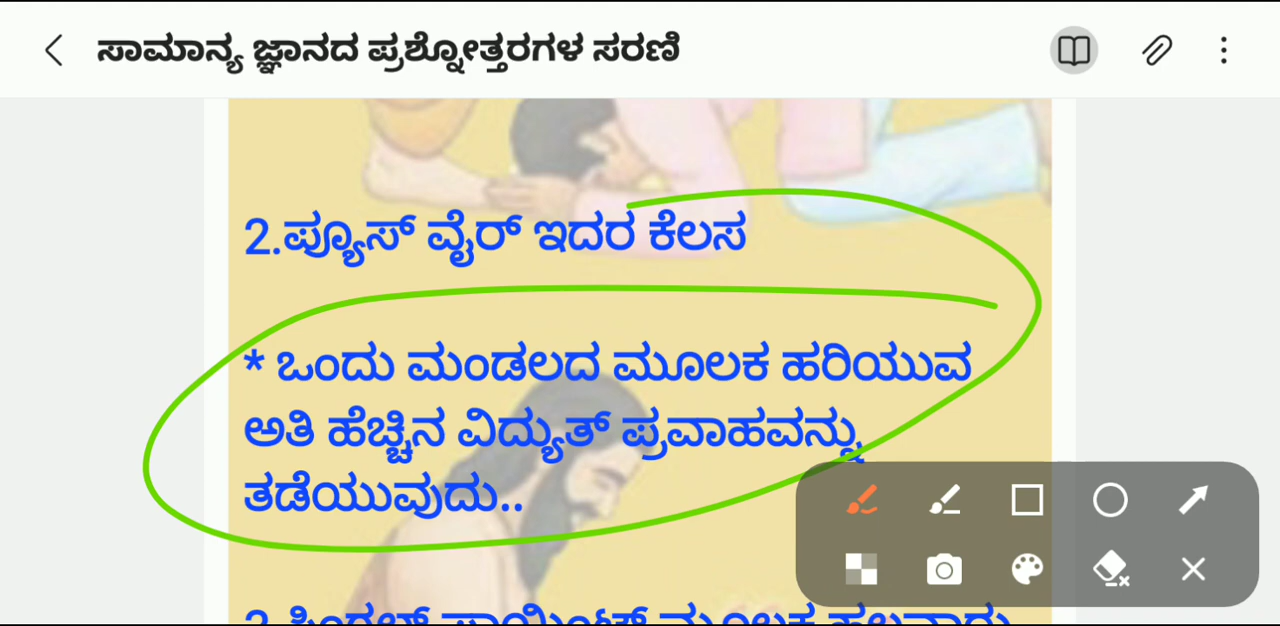 ಸಾಮಾನ್ಯ ಜ್ಞಾನದ ಪ್ರಶ್ನೋತ್ತರಗಳ ಸರಣಿ
2.ಪ್ಯೂಸ್ ವೈರ್ ಇದರ ಕೆಲಸ
* ಒಂದು ಮಂಡಲದ ಮೂಲಕ ಹರಿಯುವ
ಅತಿ ಹೆಚ್ಚಿನ ವಿದ್ಯುತ್ ಪ್ರವಾಹವನ್ನು
ತಡೆಯುವುದು..